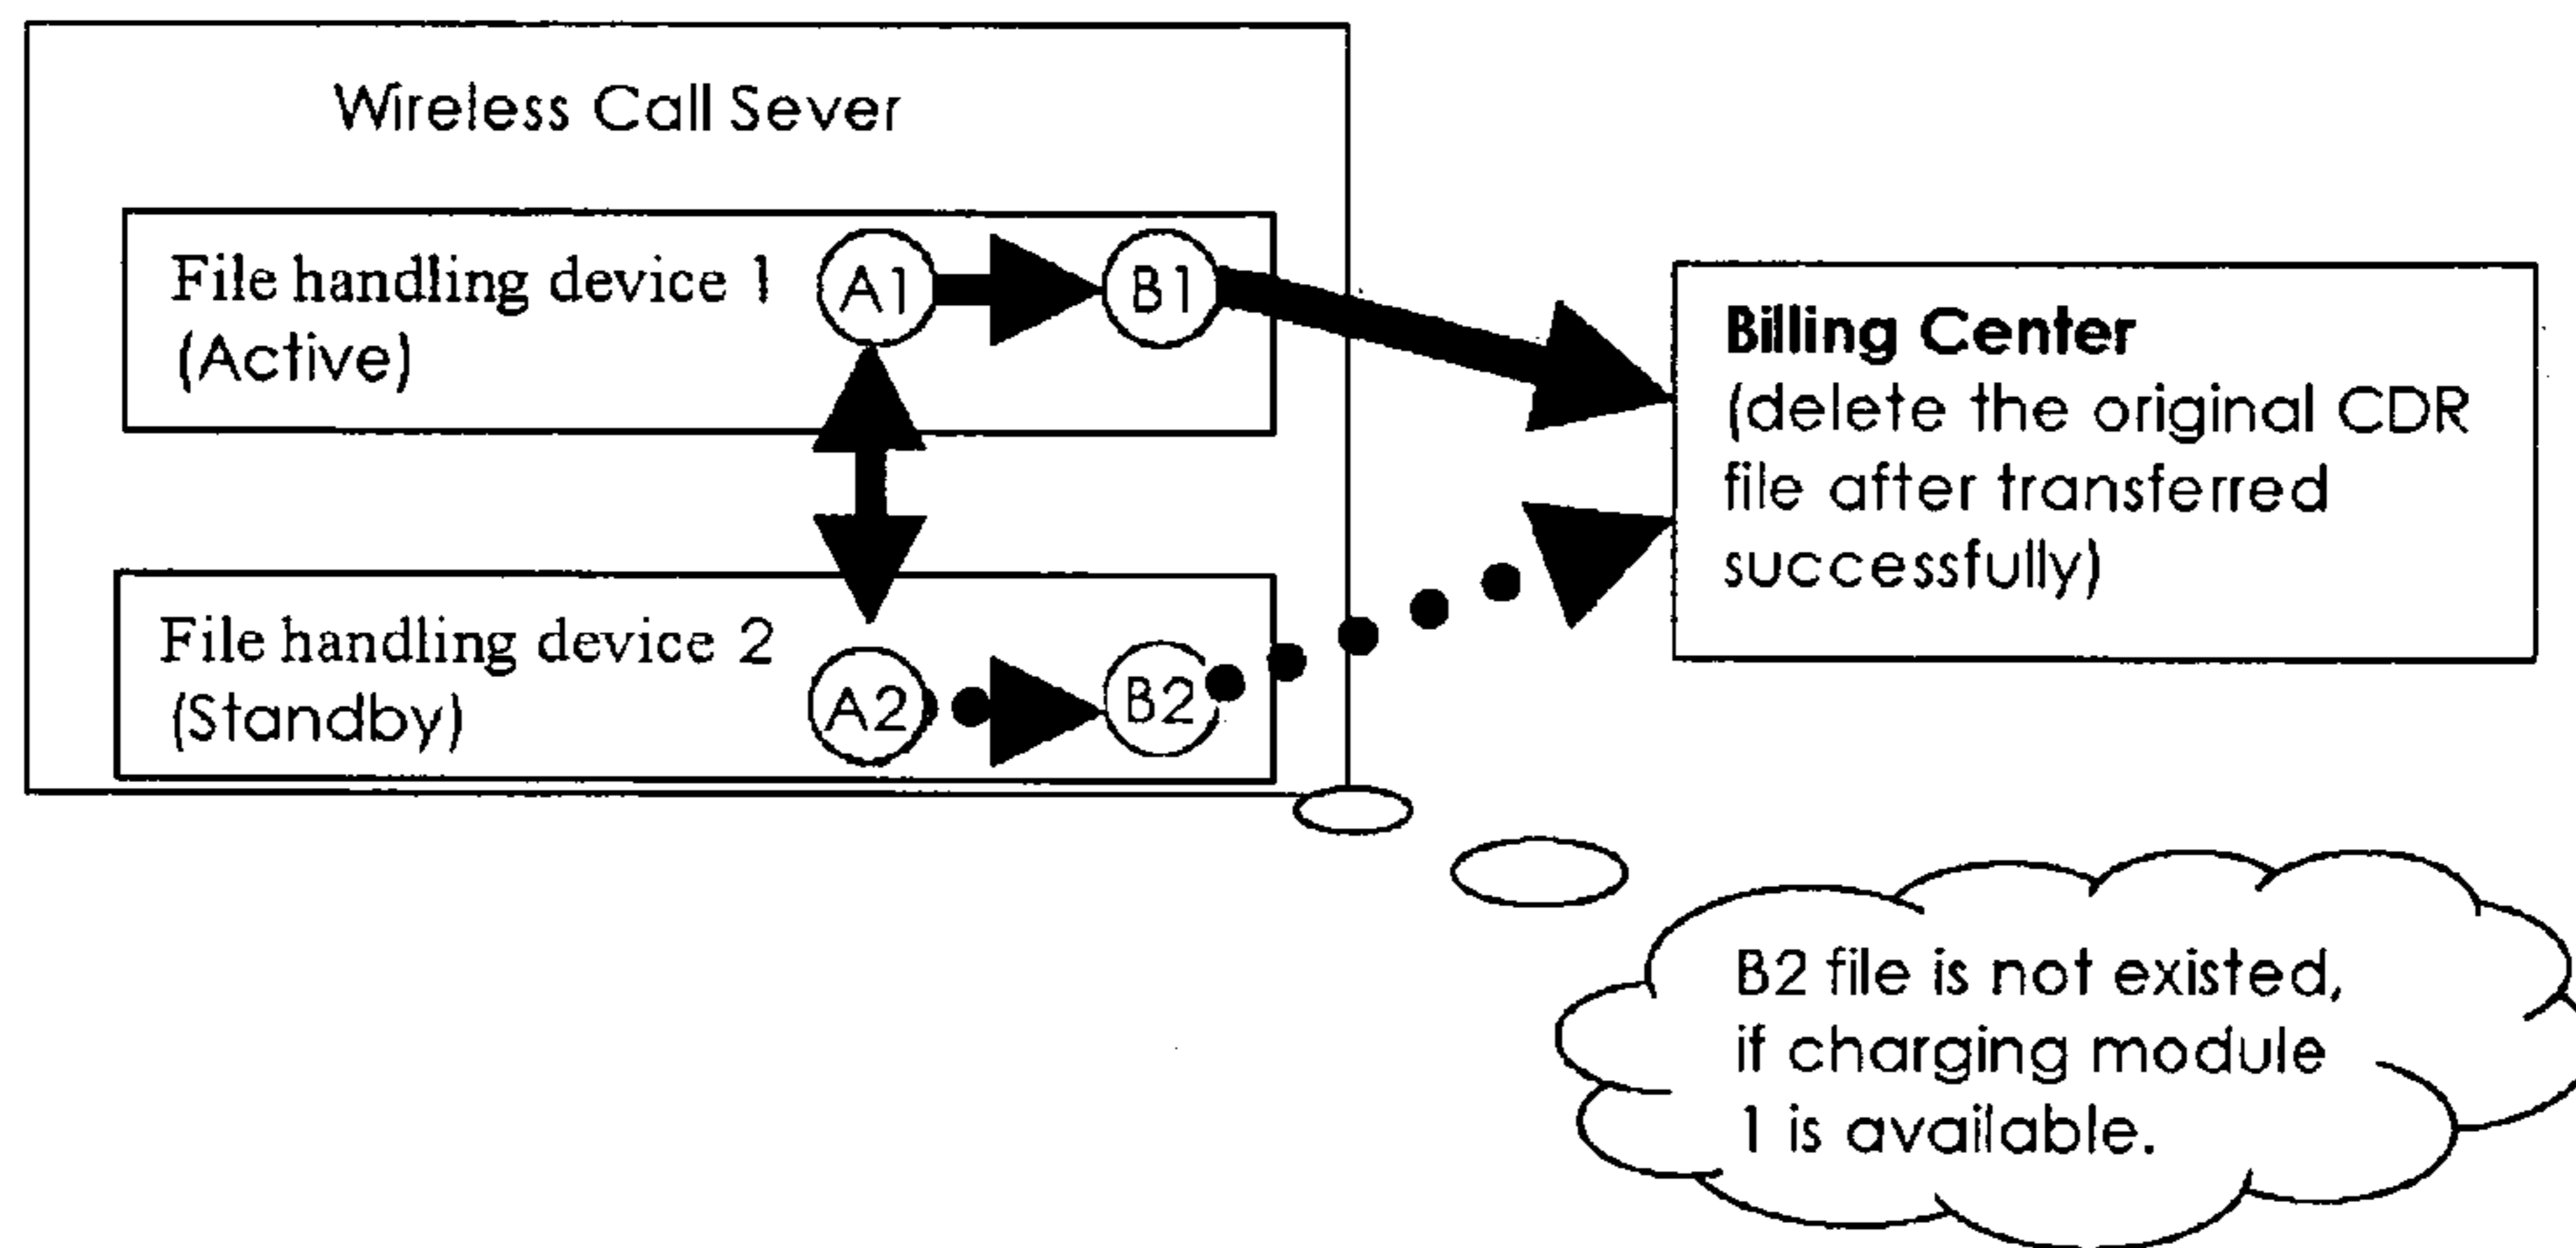 Wireless Call Sever
File handling device 1
(Active)
A1
B1
Billing Center
(delete the original CDR
file after transferred
successfully)
File handling device 2
(Standby)
A2
B2
B2 file is not existed,
if charging module
1 is available.